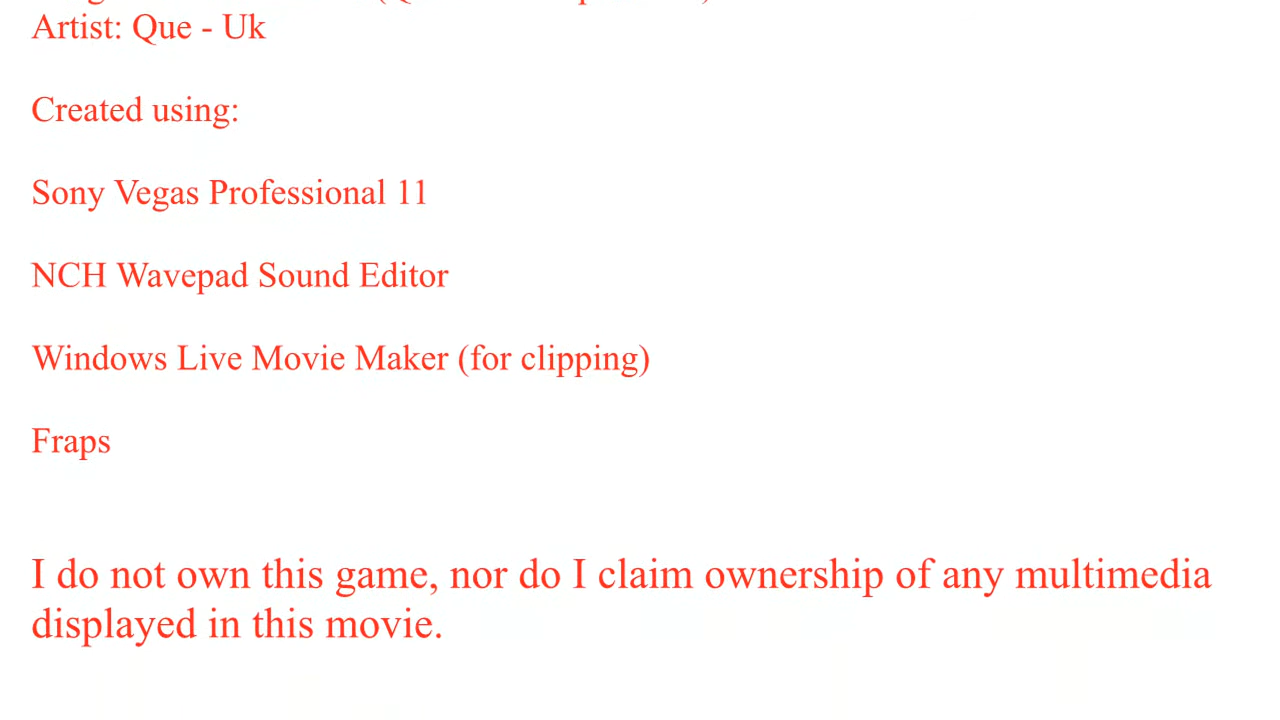 Artist: Que - Uk
Created using:
Sony Vegas Professional 11
NCH Wavepad Sound Editor
Windows Live Movie Maker (for clipping)
Fraps
I do not own this game, nor do I claim ownership of any multimedia
displayed in this movie.